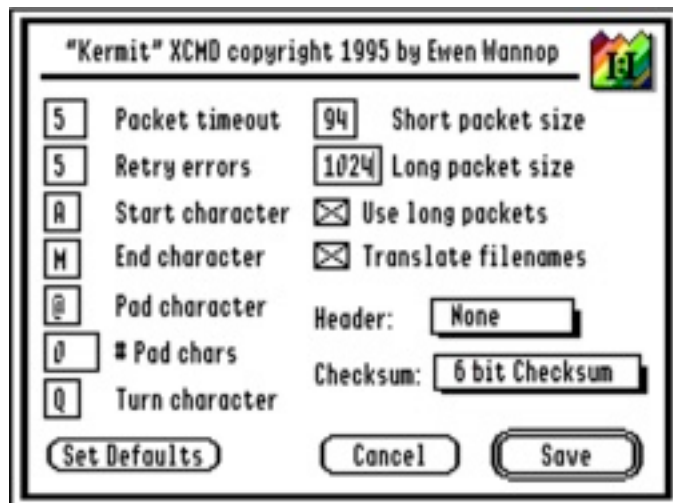 “Kermit” XCMD copyright 1995 by Ewen Wannop
5 Packet timeout
5 Retry errors
A Start character
M End character
@ Pad character
0 # Pad chars
Q Turn character
94 Short packet size
1024 Long packet size
Use long packets
Translate filenames
Header: None
Checksum: 6 bit Checksum
Set Defaults
Cancel
Save